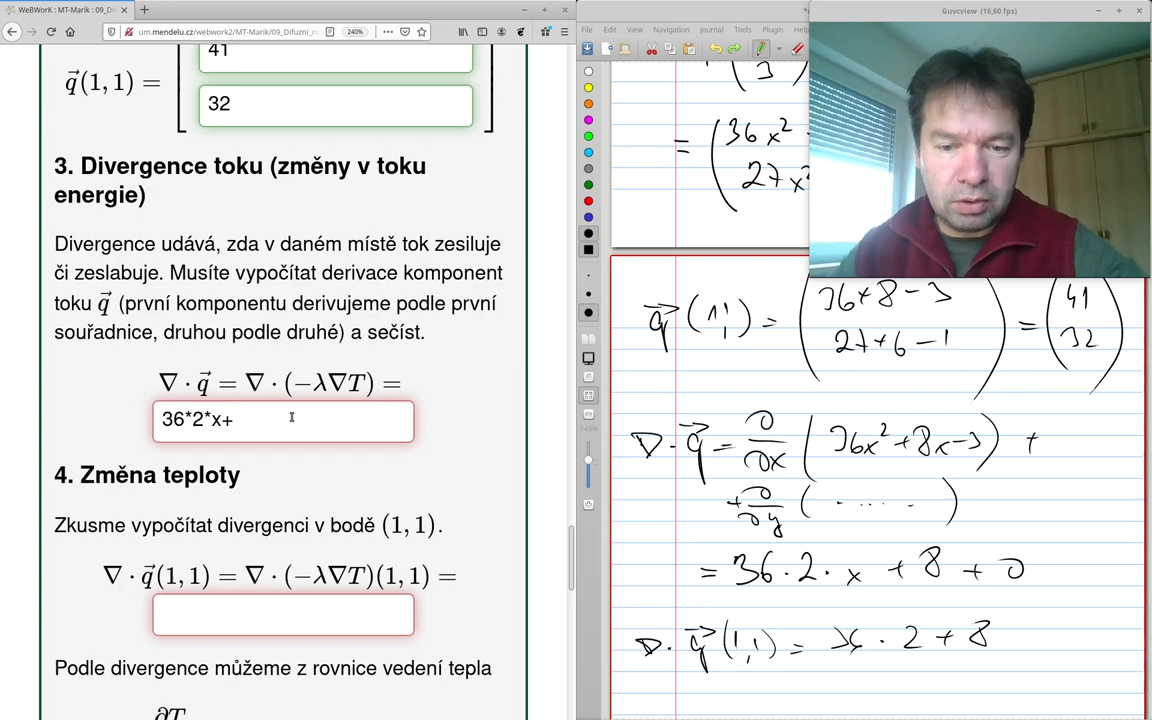 WeBWorK : MT-Marik : 09_Dif
um.mendelu.cz/webwork2/MT-Marik/09_Difuzni_r
240%
Guvcview (16,60 fps)
File Edit View Navigation Journal Tools Plugin
41
q⃗(1,1) =
32
3. Divergence toku (změny v toku
energie)
Divergence udává, zda v daném místě tok zesiluje
či zeslabuje. Musíte vypočítat derivace komponent
toku q⃗ (první komponentu derivujeme podle první
souřadnice, druhou podle druhé) a sečíst.
∇ · q⃗ = ∇ · (−λ∇T) =
36*2*x+
4. Změna teploty
Zkusme vypočítat divergenci v bodě (1, 1).
∇ · q⃗(1, 1) = ∇ · (−λ∇T)(1, 1) =
Podle divergence můžeme z rovnice vedení tepla
∂T
3
= 36x²
27x²
q⃗(1,1) = (36+8−3 27+6−1) = (41 32)
∇·q⃗ = ∂/∂x (36x²+8x−3) +
+∂/∂y ( ..... )
= 36·2·x + 8 + 0
∇·q⃗(1,1) = 36·2+8